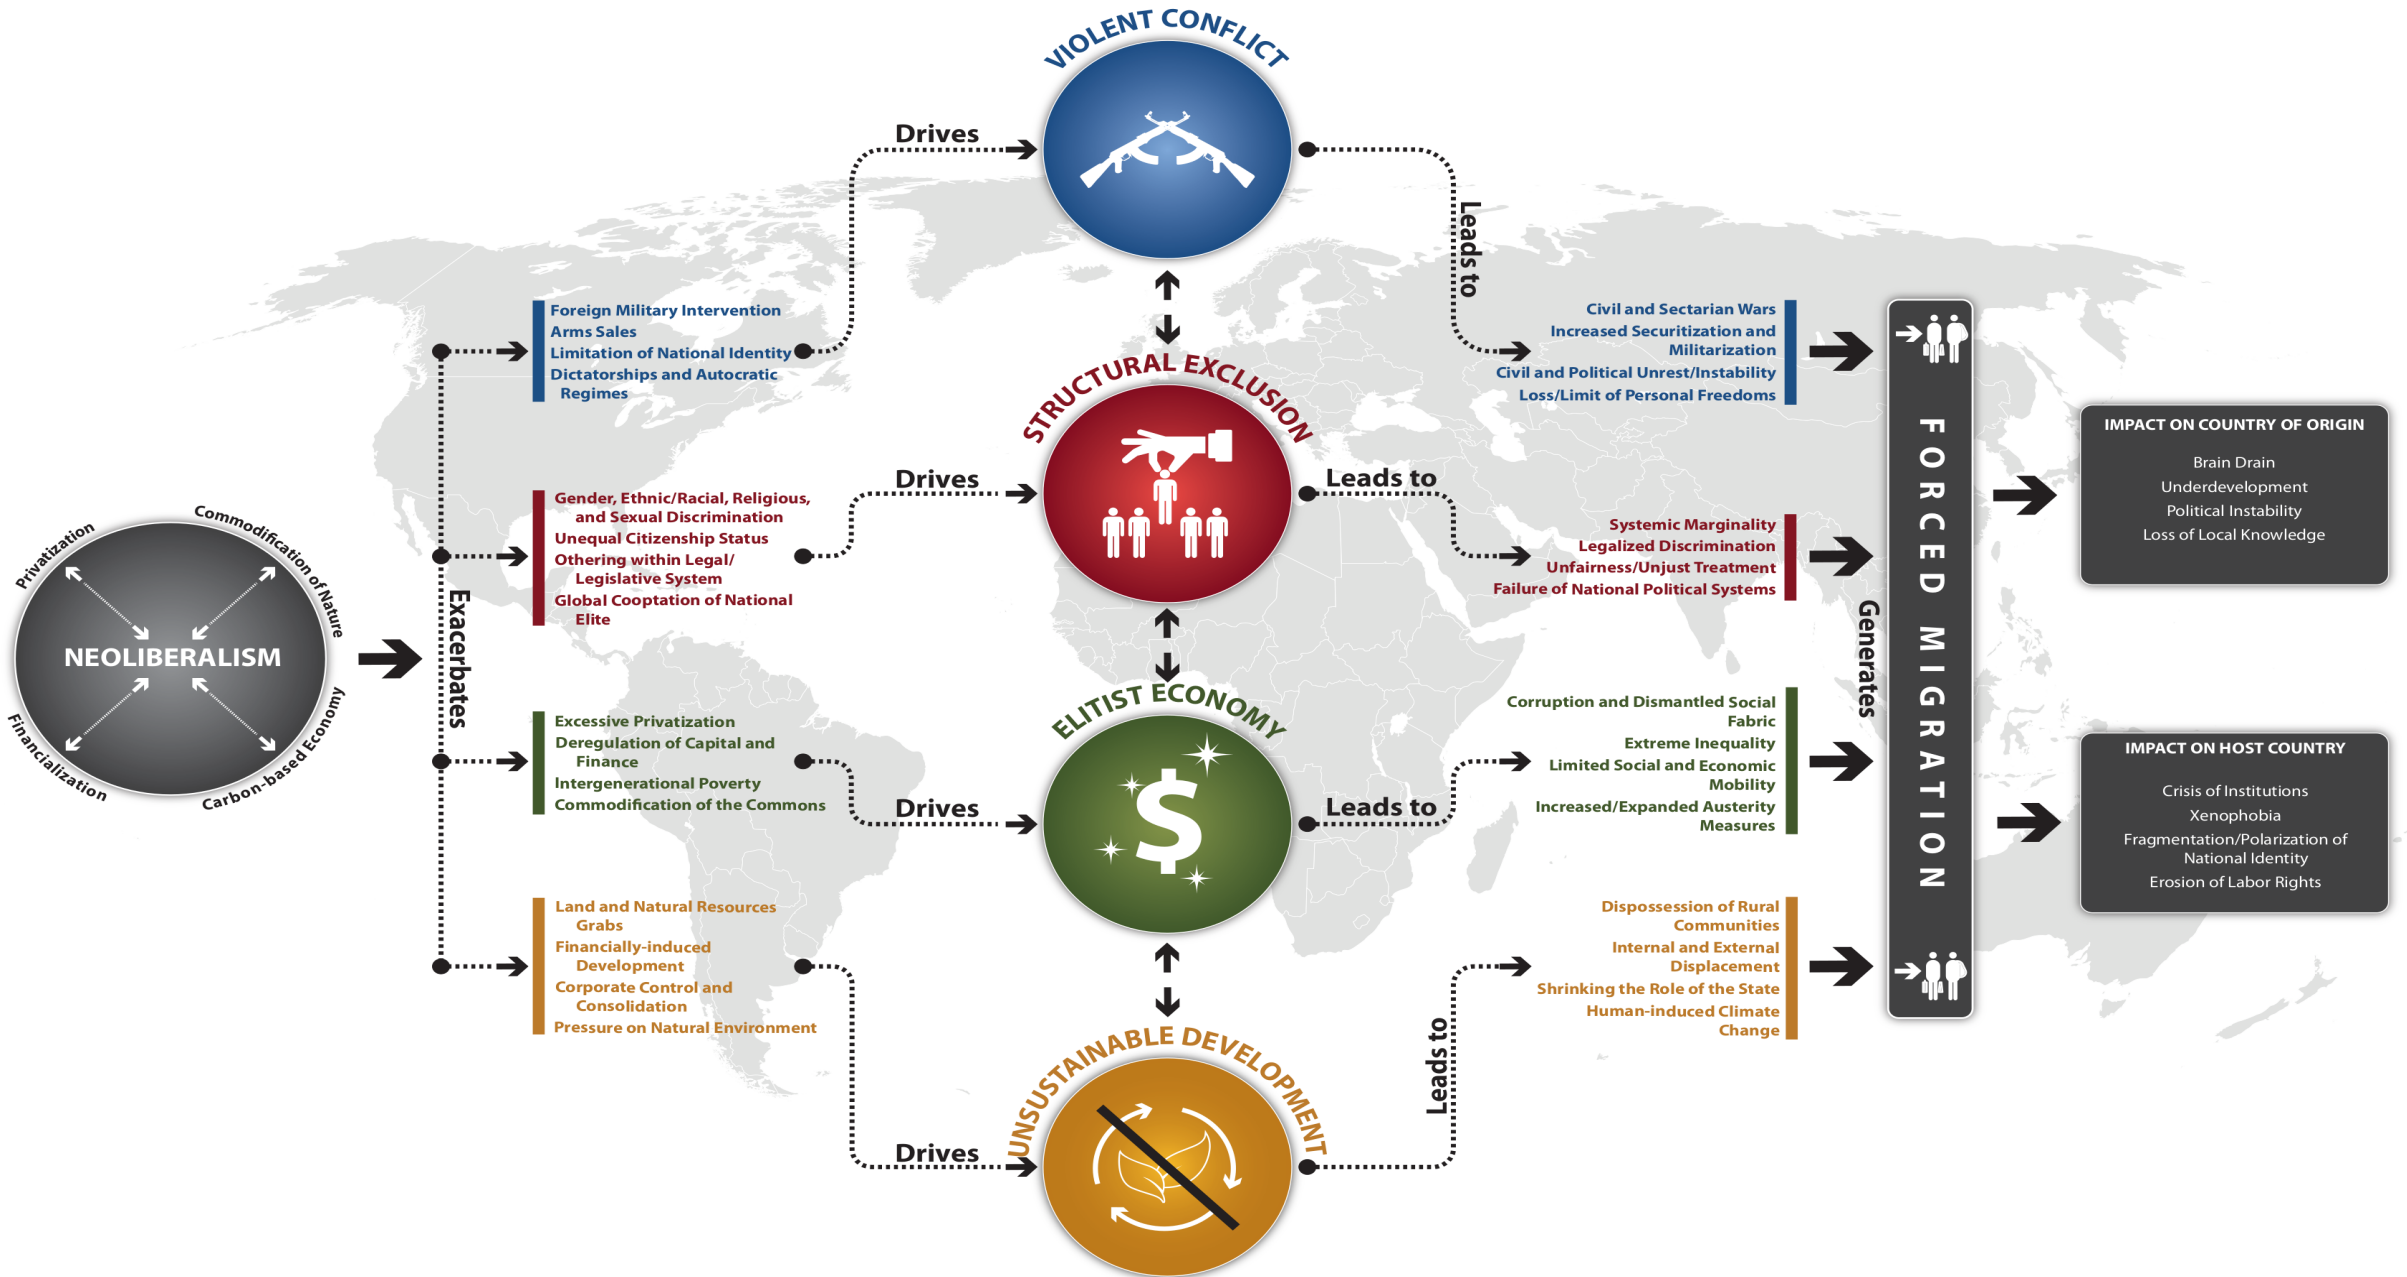 Privatization
Commodification of Nature
NEOLIBERALISM
Financialization
Carbon-based Economy
Exacerbates
Foreign Military Intervention
Arms Sales
Limitation of National Identity
Dictatorships and Autocratic
Regimes
Gender, Ethnic/Racial, Religious,
and Sexual Discrimination
Unequal Citizenship Status
Othering within Legal/
Legislative System
Global Cooptation of National
Elite
Excessive Privatization
Deregulation of Capital and
Finance
Intergenerational Poverty
Commodification of the Commons
Land and Natural Resources
Grabs
Financially-induced
Development
Corporate Control and
Consolidation
Pressure on Natural Environment
Drives
Drives
Drives
Drives
VIOLENT CONFLICT
STRUCTURAL EXCLUSION
ELITIST ECONOMY
$
UNSUSTAINABLE DEVELOPMENT
Leads to
Leads to
Leads to
Leads to
Civil and Sectarian Wars
Increased Securitization and
Militarization
Civil and Political Unrest/Instability
Loss/Limit of Personal Freedoms
Systemic Marginality
Legalized Discrimination
Unfairness/Unjust Treatment
Failure of National Political Systems
Corruption and Dismantled Social
Fabric
Extreme Inequality
Limited Social and Economic
Mobility
Increased/Expanded Austerity
Measures
Dispossession of Rural
Communities
Internal and External
Displacement
Shrinking the Role of the State
Human-induced Climate
Change
Generates
FORCED MIGRATION
IMPACT ON COUNTRY OF ORIGIN
Brain Drain
Underdevelopment
Political Instability
Loss of Local Knowledge
IMPACT ON HOST COUNTRY
Crisis of Institutions
Xenophobia
Fragmentation/Polarization of
National Identity
Erosion of Labor Rights